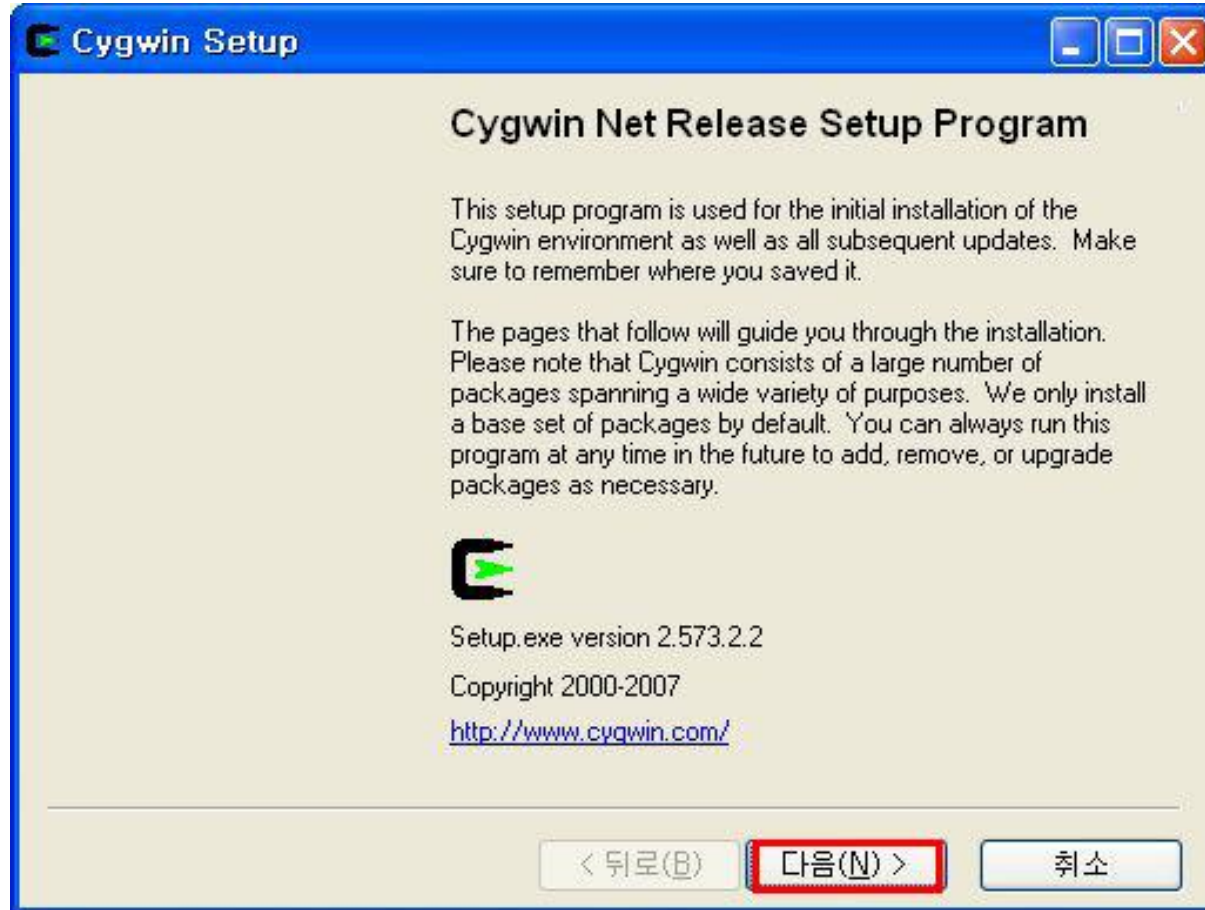 Cygwin Setup
Cygwin Net Release Setup Program
This setup program is used for the initial installation of the
Cygwin environment as well as all subsequent updates.  Make
sure to remember where you saved it.
The pages that follow will guide you through the installation.
Please note that Cygwin consists of a large number of
packages spanning a wide variety of purposes.  We only install
a base set of packages by default.  You can always run this
program at any time in the future to add, remove, or upgrade
packages as necessary.
Setup.exe version 2.573.2.2
Copyright 2000-2007
http://www.cygwin.com/
< 뒤로(B) 다음(N) > 취소